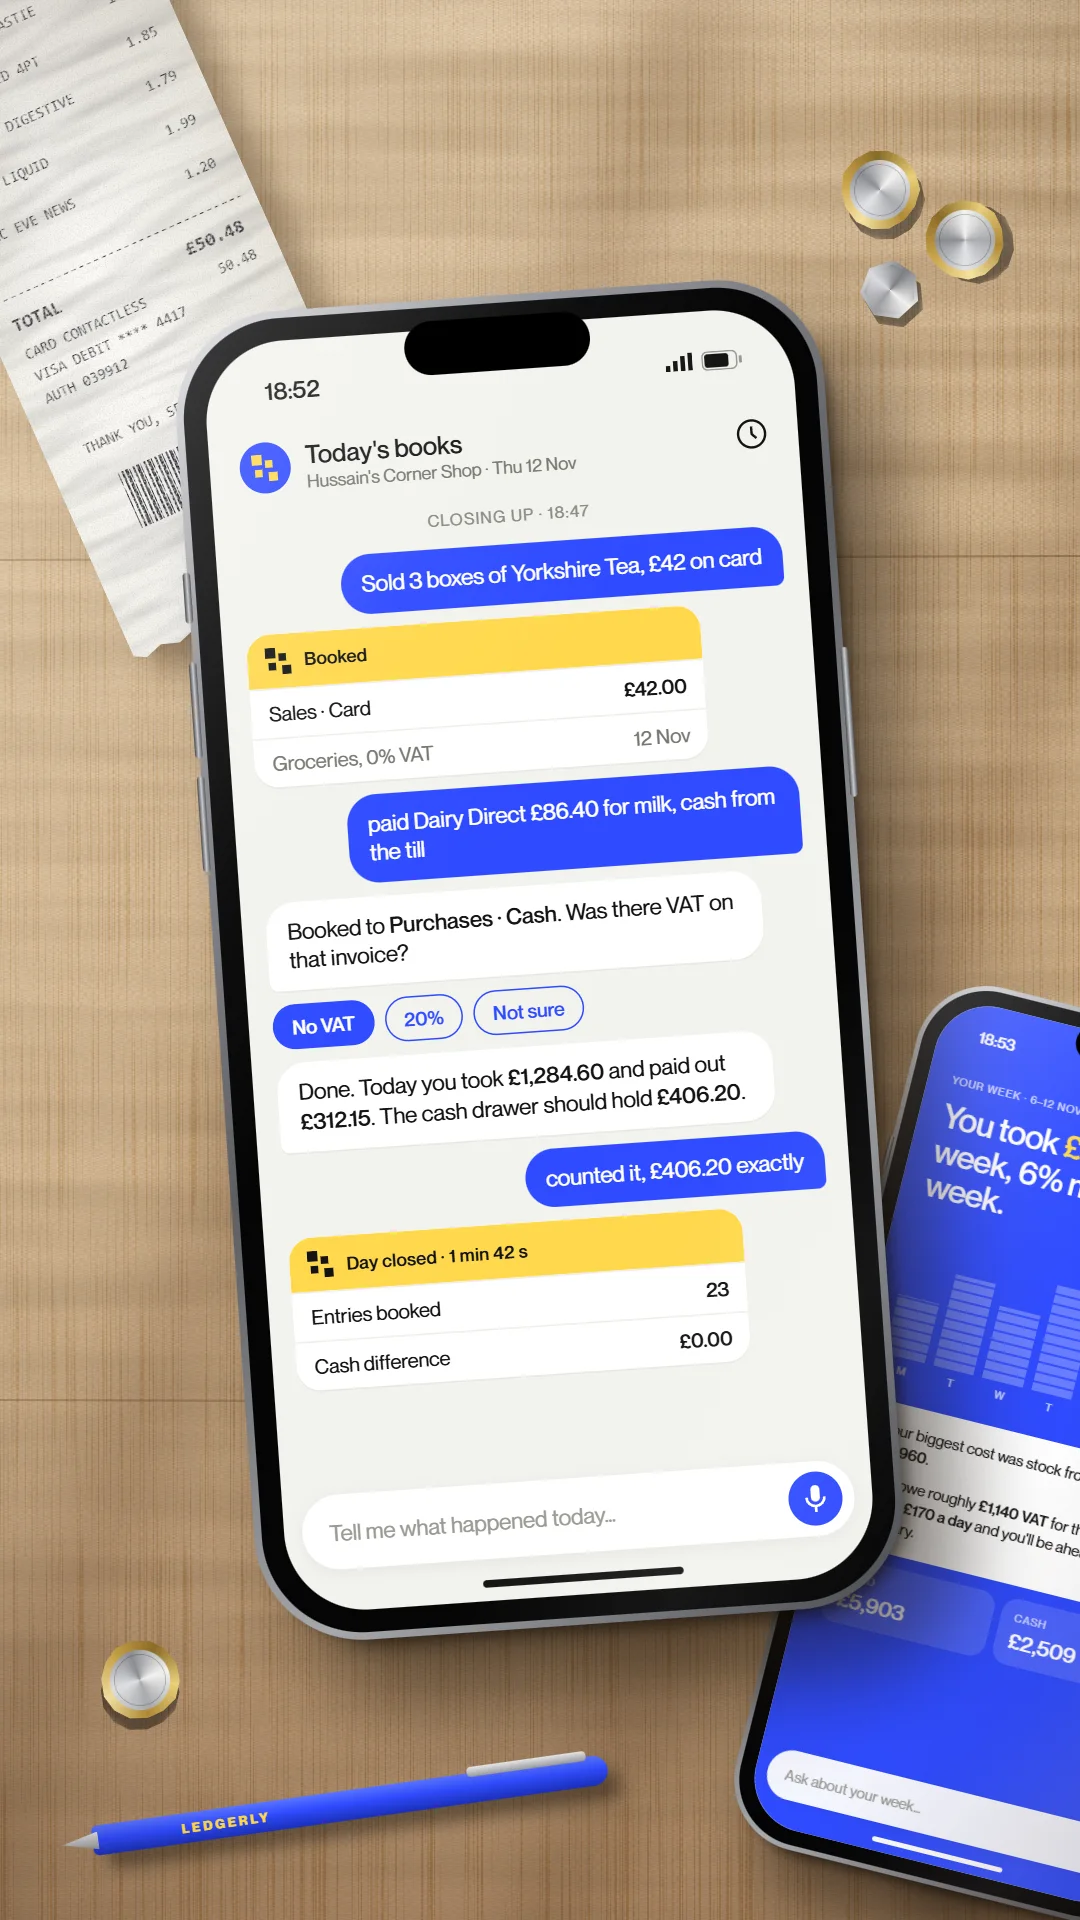 1.85
4PT
1.79
DIGESTIVE
1.99
LIQUID
1.20
EVE NEWS
£50.48
TOTAL
50.48
CARD CONTACTLESS
VISA DEBIT **** 4417
AUTH 039912
THANK YOU,
18:52
Today's books
Hussain's Corner Shop · Thu 12 Nov
CLOSING UP · 18:47
Sold 3 boxes of Yorkshire Tea, £42 on card
Booked
Sales · Card £42.00
Groceries, 0% VAT 12 Nov
paid Dairy Direct £86.40 for milk, cash from
the till
Booked to Purchases · Cash. Was there VAT on
that invoice?
No VAT 20% Not sure
Done. Today you took £1,284.60 and paid out
£312.15. The cash drawer should hold £406.20.
counted it, £406.20 exactly
Day closed · 1 min 42 s
Entries booked 23
Cash difference £0.00
Tell me what happened today...
18:53
YOUR WEEK · 6–12 NOV
You took £
week, 6%
week.
M T W T
biggest cost was stock
960.
owe roughly £1,140 VAT for
£170 a day and you'll be
£5,903
CASH
£2,509
Ask about your week...
LEDGERLY